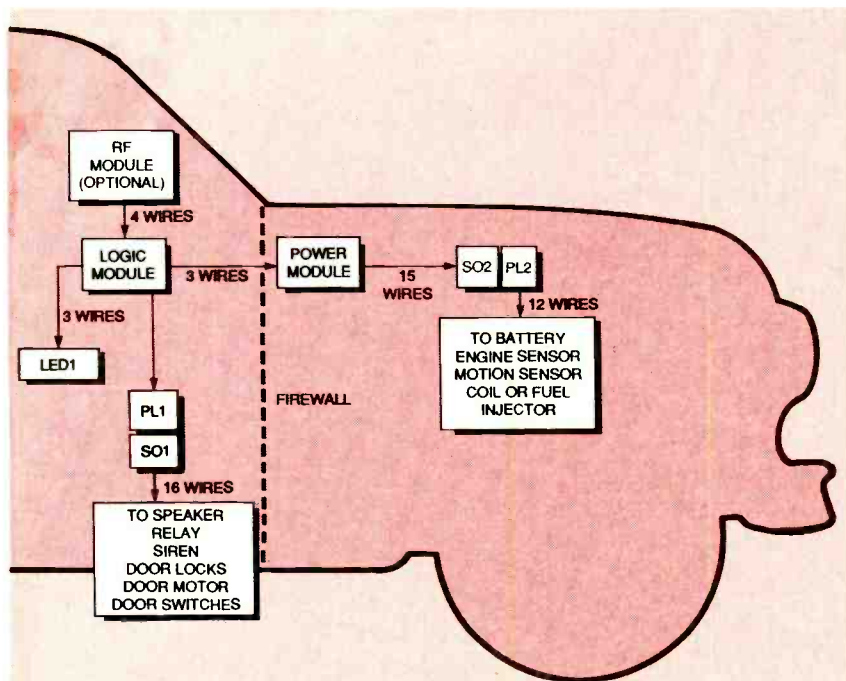 RF
MODULE
(OPTIONAL)
4 WIRES
LOGIC
MODULE
3 WIRES
POWER
MODULE
15
WIRES
SO2
PL2
3 WIRES
12 WIRES
LED1
TO BATTERY
ENGINE SENSOR
MOTION SENSOR
COIL OR FUEL
INJECTOR
FIREWALL
PL1
SO1
16 WIRES
TO SPEAKER
RELAY
SIREN
DOOR LOCKS
DOOR MOTOR
DOOR SWITCHES